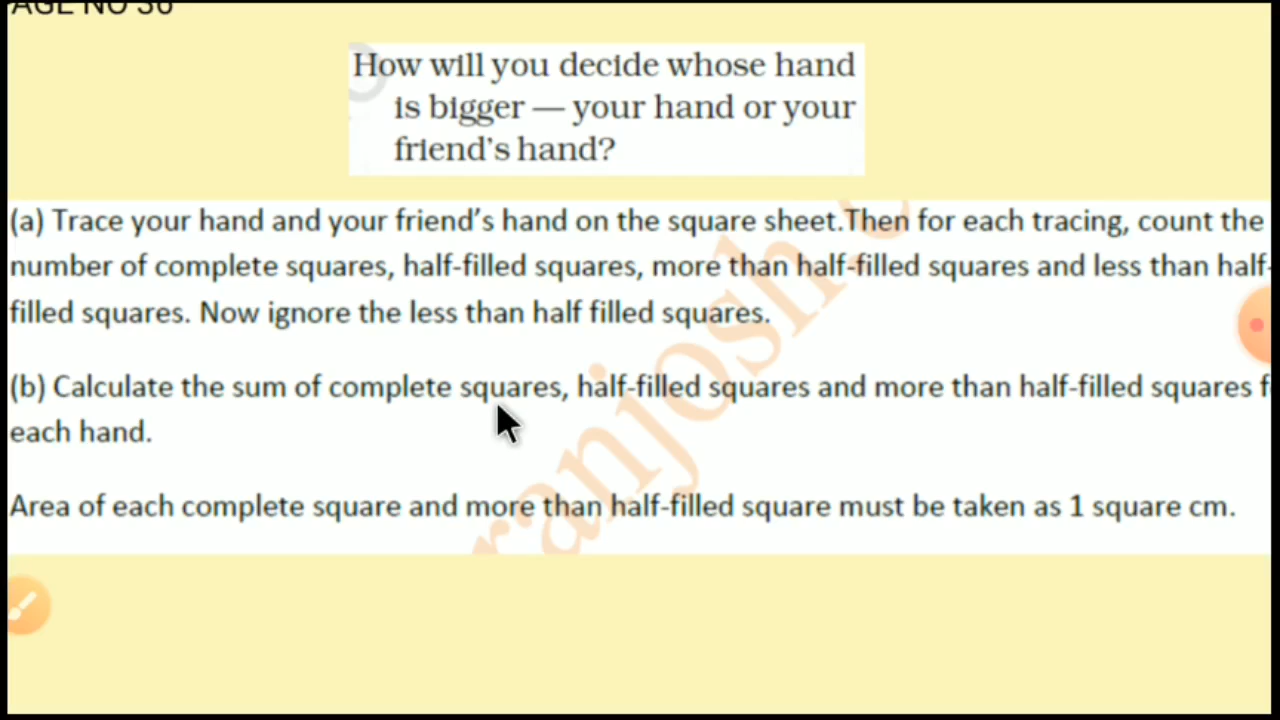 AGE NO 36
How will you decide whose hand
is bigger — your hand or your
friend's hand?
(a) Trace your hand and your friend's hand on the square sheet.Then for each tracing, count the
number of complete squares, half-filled squares, more than half-filled squares and less than half-
filled squares. Now ignore the less than half filled squares.
(b) Calculate the sum of complete squares, half-filled squares and more than half-filled squares f
each hand.
Area of each complete square and more than half-filled square must be taken as 1 square cm.
ranjosh.c